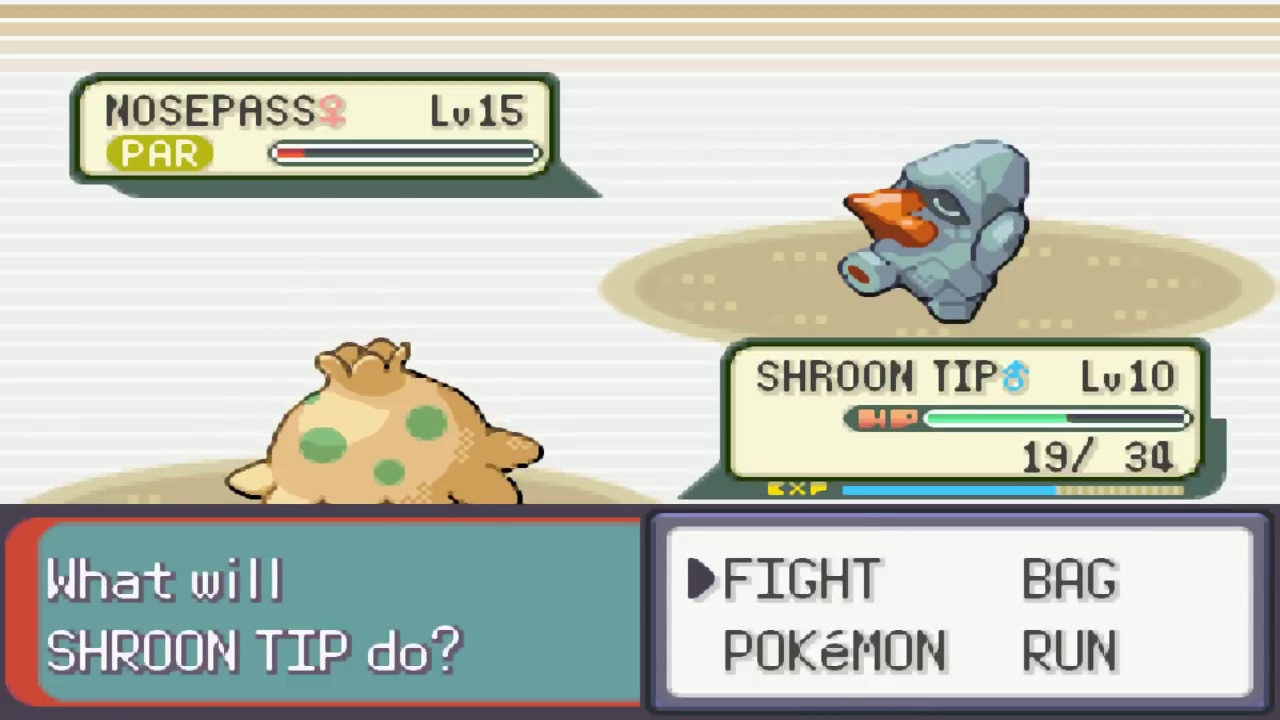 NOSEPASS♀ Lv15
PAR
SHROON TIP♂ Lv10
HP
19/ 34
EXP
What will
SHROON TIP do?
FIGHT BAG
POKéMON RUN